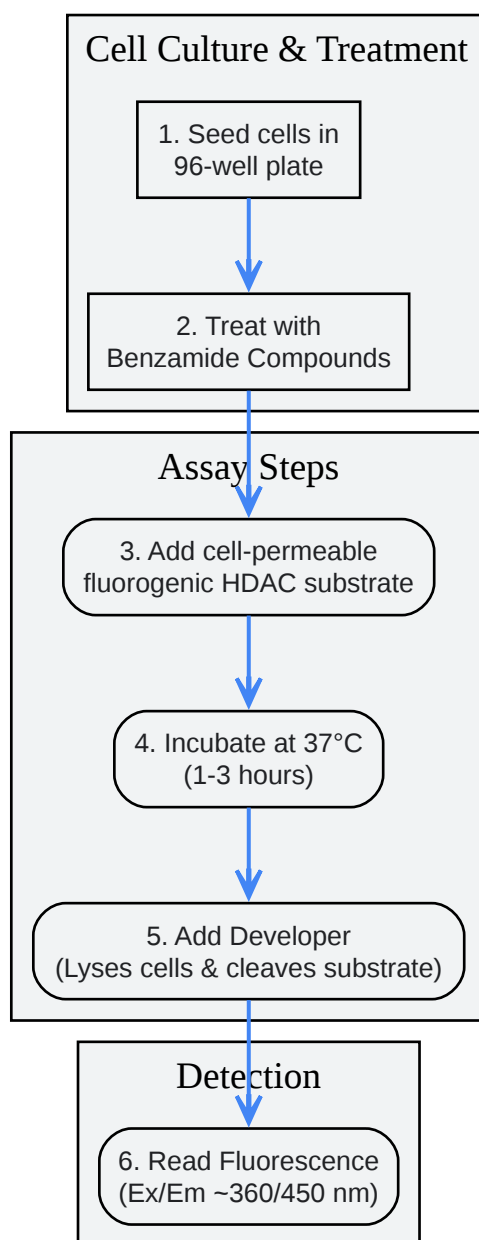 Cell Culture & Treatment
1. Seed cells in
96-well plate
2. Treat with
Benzamide Compounds
Assay Steps
3. Add cell-permeable
fluorogenic HDAC substrate
4. Incubate at 37°C
(1-3 hours)
5. Add Developer
(Lyses cells & cleaves substrate)
Detection
6. Read Fluorescence
(Ex/Em ~360/450 nm)